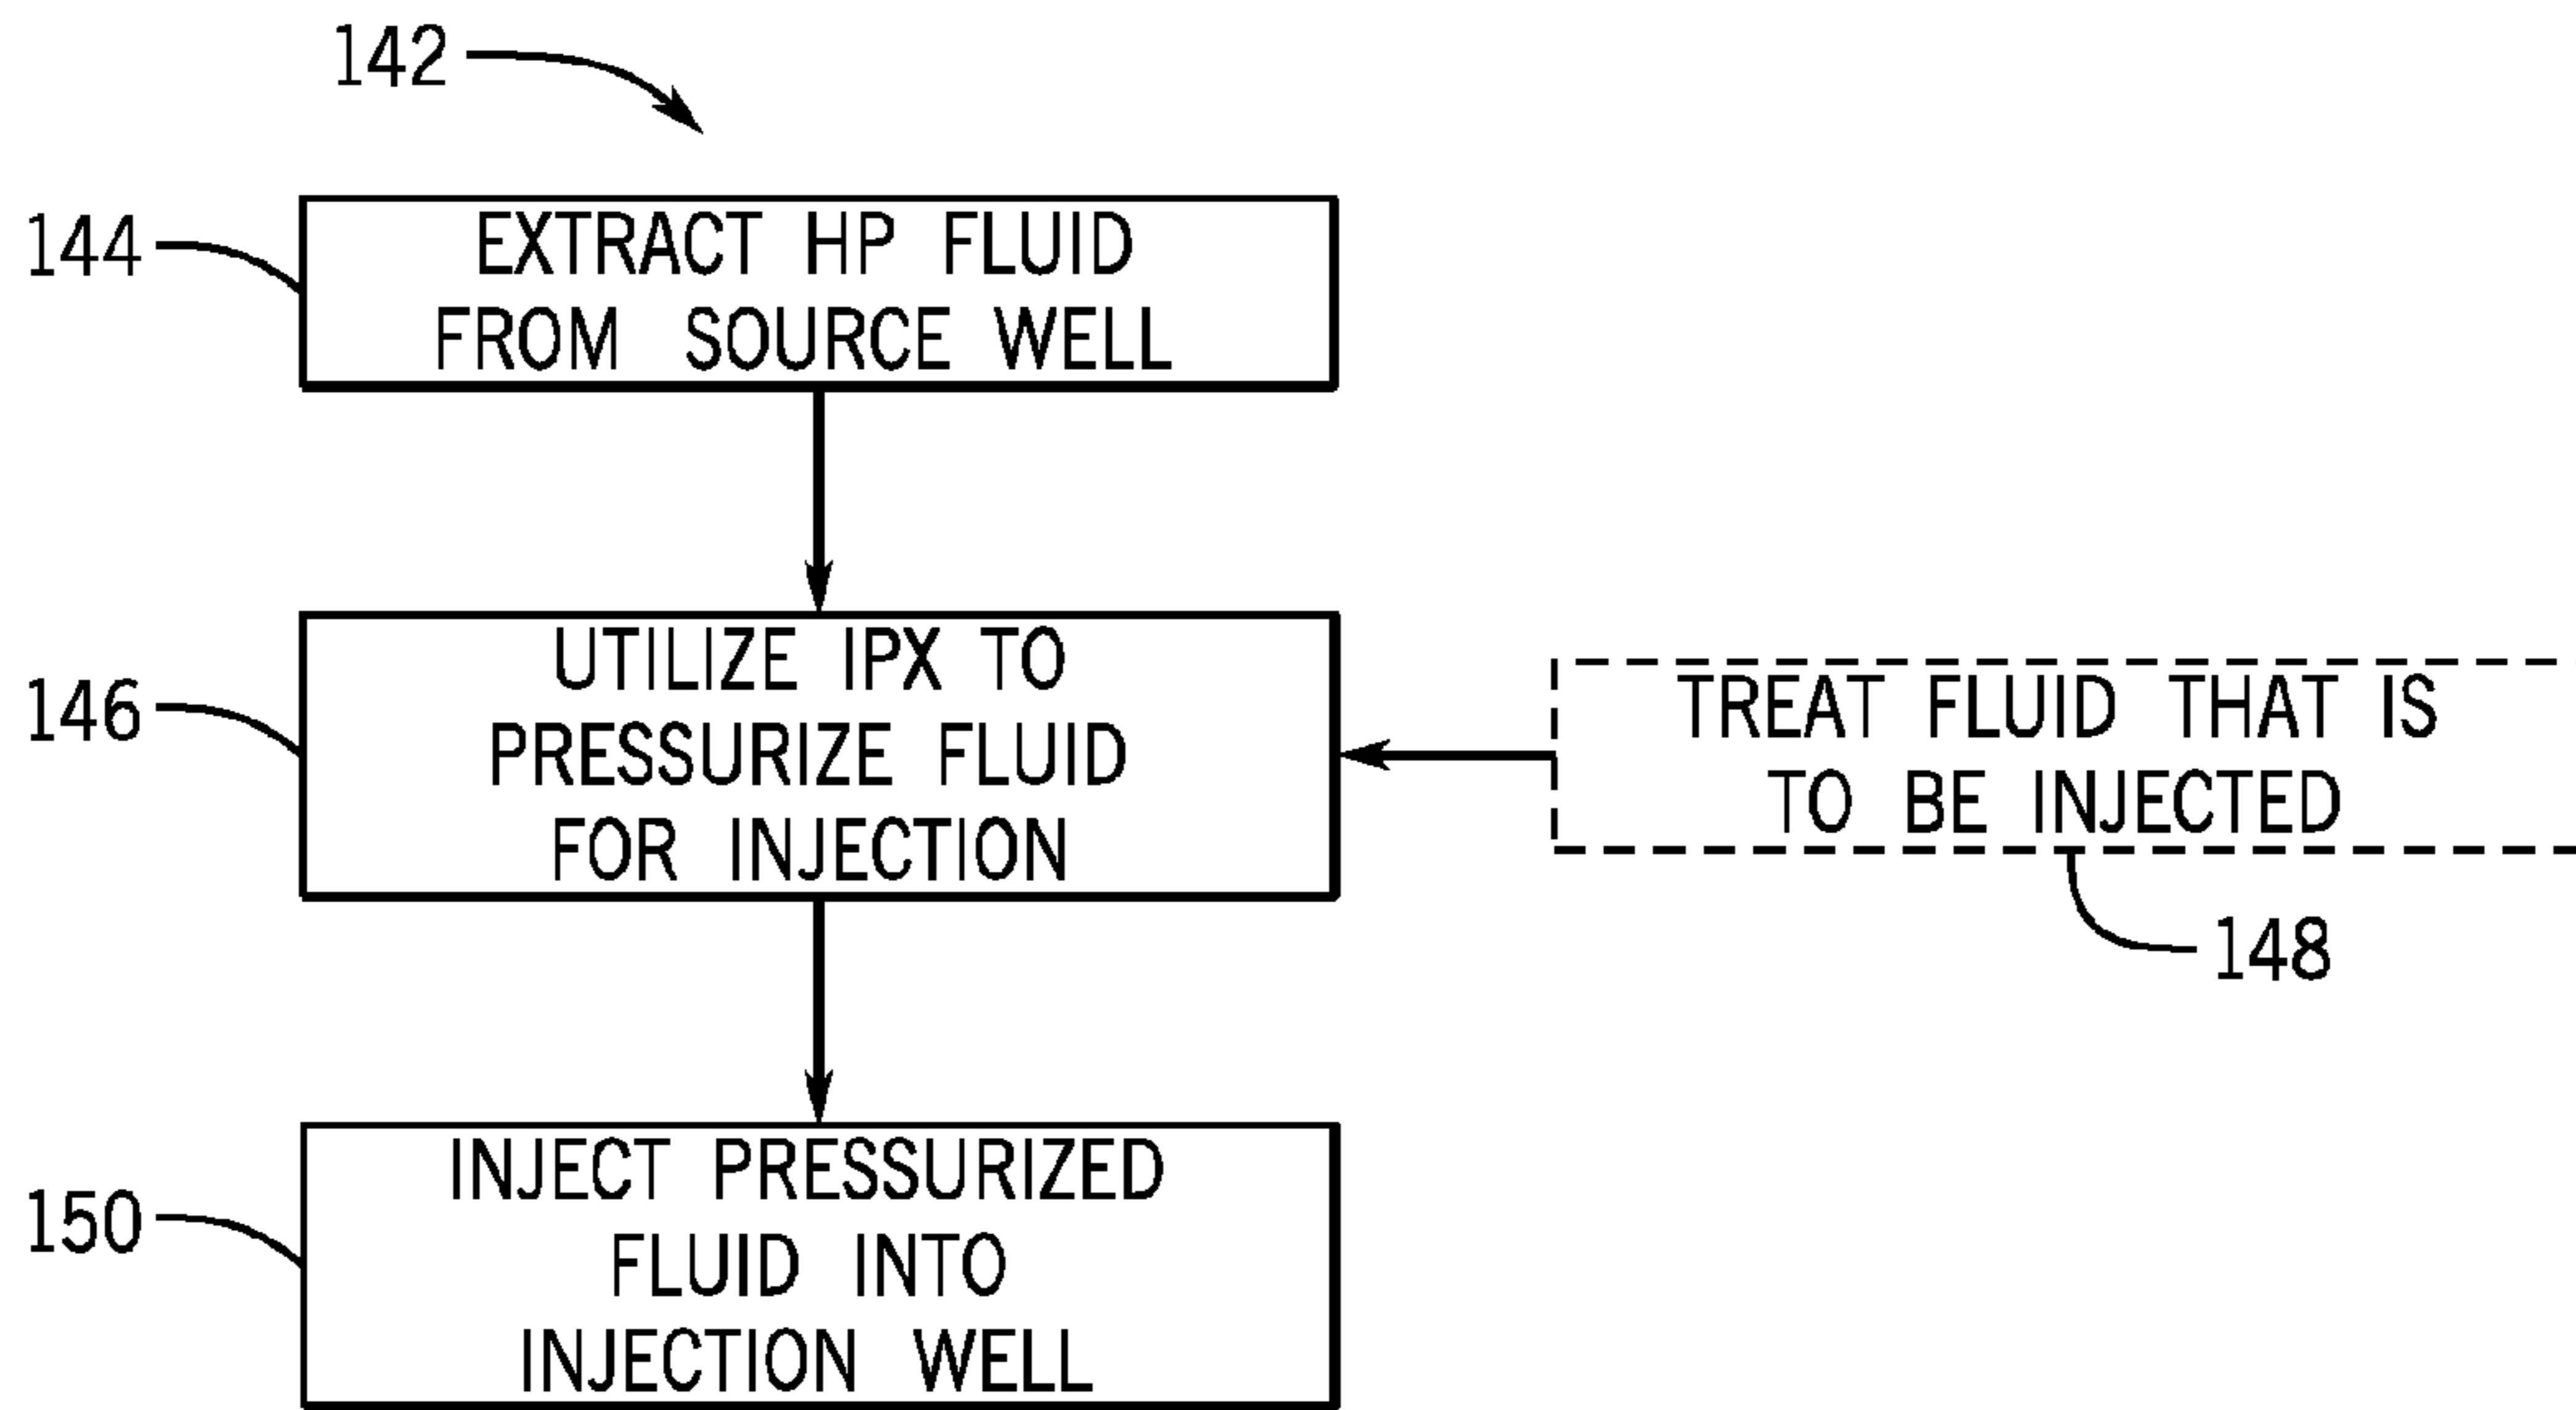 142
144
EXTRACT HP FLUID
FROM SOURCE WELL
146
UTILIZE IPX TO
PRESSURIZE FLUID
FOR INJECTION
TREAT FLUID THAT IS
TO BE INJECTED
148
150
INJECT PRESSURIZED
FLUID INTO
INJECTION WELL